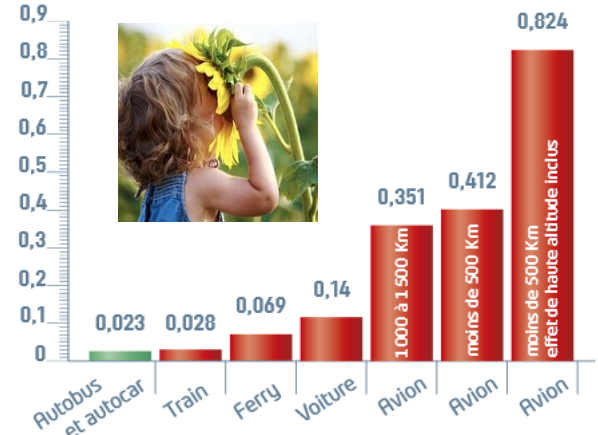 0,9
0,8
0,7
0,6
0,5
0,4
0,3
0,2
0,1
0
0,023
0,028
0,069
0,14
0,351
0,412
0,824
1000 à 1500 Km
moins de 500 Km
moins de 500 Km
effet de haute altitude inclus
Autobus
et autocar
Train
Ferry
Voiture
Avion
Avion
Avion